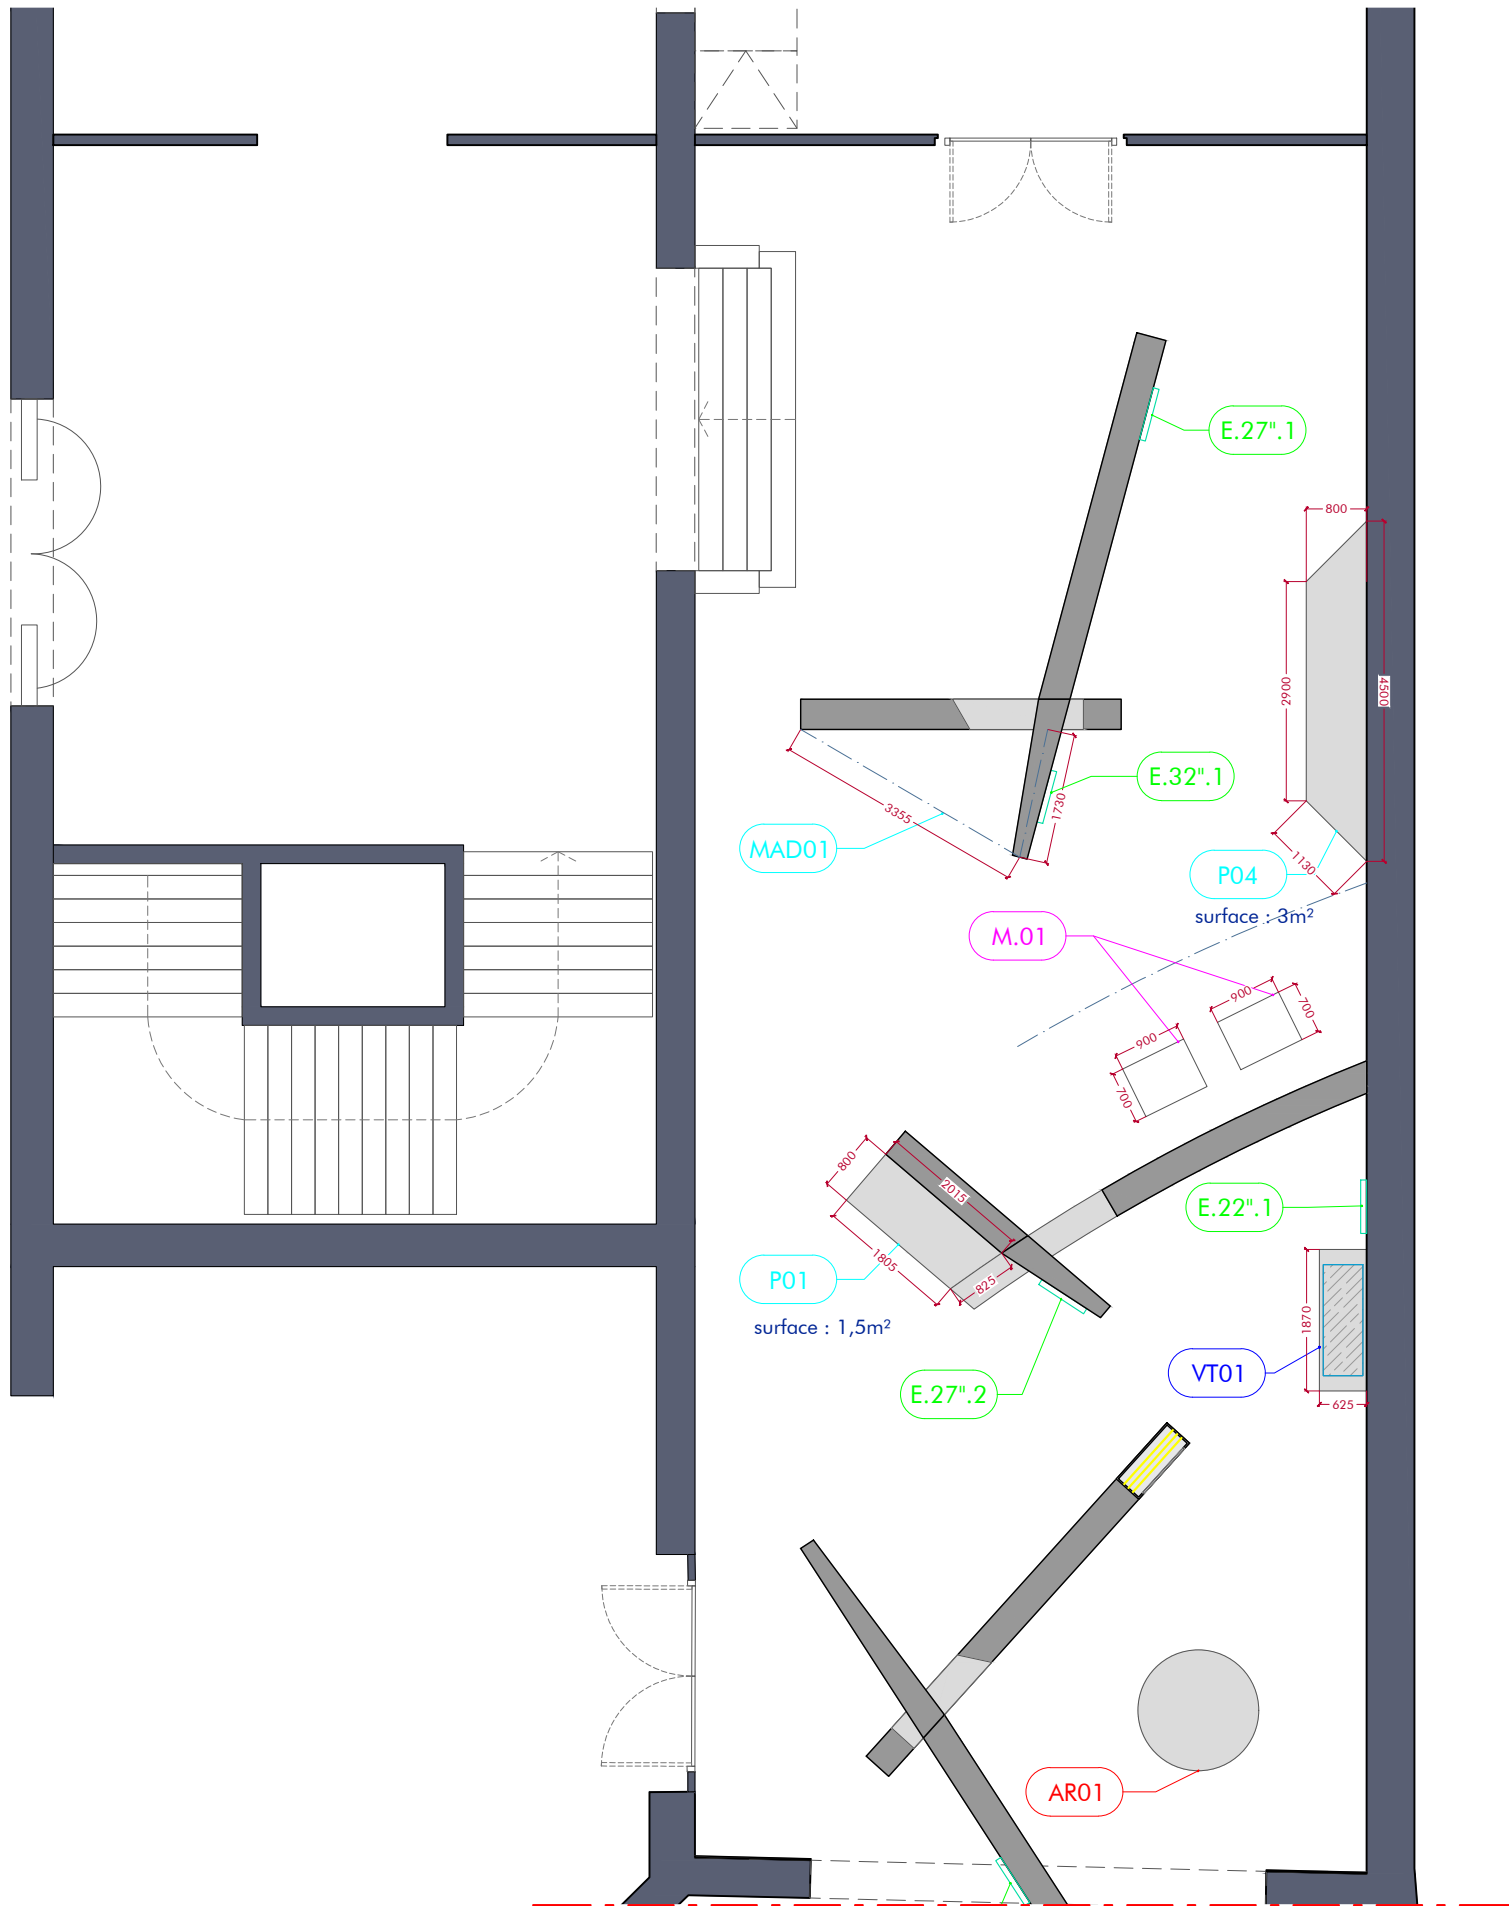 E.27".1
800
2900
4500
E.32".1
1730
3355
MAD01
1130
P04
surface : 3m²
M.01
900
700
900
700
800
2015
E.22".1
1805
825
P01
surface : 1,5m²
1870
VT01
E.27".2
625
AR01